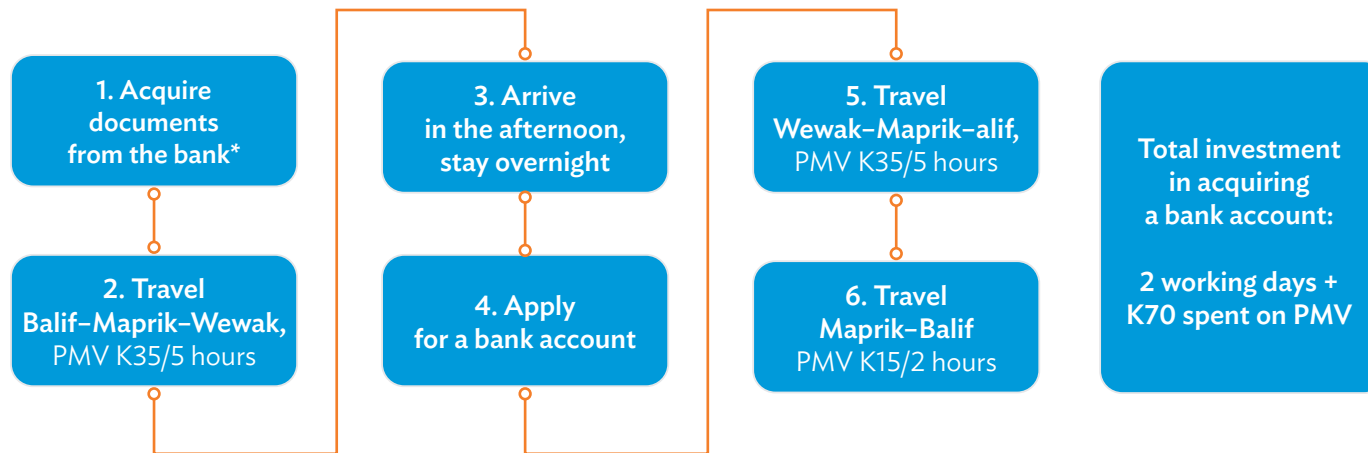 1. Acquire
documents
from the bank*
2. Travel
Balif–Maprik–Wewak,
PMV K35/5 hours
3. Arrive
in the afternoon,
stay overnight
4. Apply
for a bank account
5. Travel
Wewak–Maprik–alif,
PMV K35/5 hours
6. Travel
Maprik–Balif
PMV K15/2 hours
Total investment
in acquiring
a bank account:
2 working days +
K70 spent on PMV